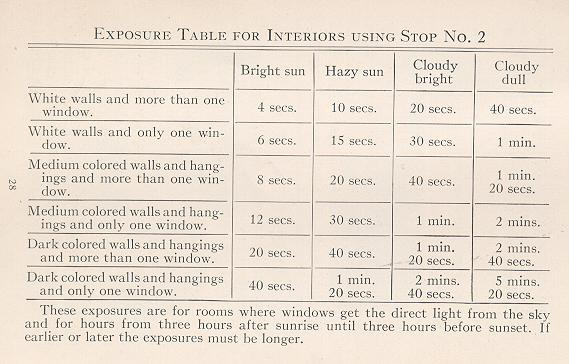 EXPOSURE TABLE FOR INTERIORS USING STOP NO. 2
Bright sun Hazy sun Cloudy bright Cloudy dull
White walls and more than one
window. 4 secs. 10 secs. 20 secs. 40 secs.
White walls and only one win-
dow. 6 secs. 15 secs. 30 secs. 1 min.
Medium colored walls and hang-
ings and more than one win-
dow. 8 secs. 20 secs. 40 secs. 1 min. 20 secs.
Medium colored walls and hang-
ings and only one window. 12 secs. 30 secs. 1 min. 2 mins.
Dark colored walls and hangings
and more than one window. 20 secs. 40 secs. 1 min. 20 secs. 2 mins. 40 secs.
Dark colored walls and hangings
and only one window. 40 secs. 1 min. 20 secs. 2 mins. 40 secs. 5 mins. 20 secs.
These exposures are for rooms where windows get the direct light from the sky
and for hours from three hours after sunrise until three hours before sunset. If
earlier or later the exposures must be longer.
28